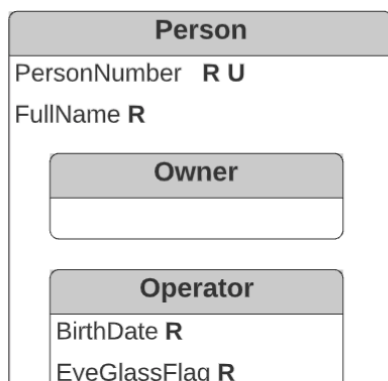 Person
PersonNumber R U
FullName R
Owner
Operator
BirthDate R
EyeGlassFlag R